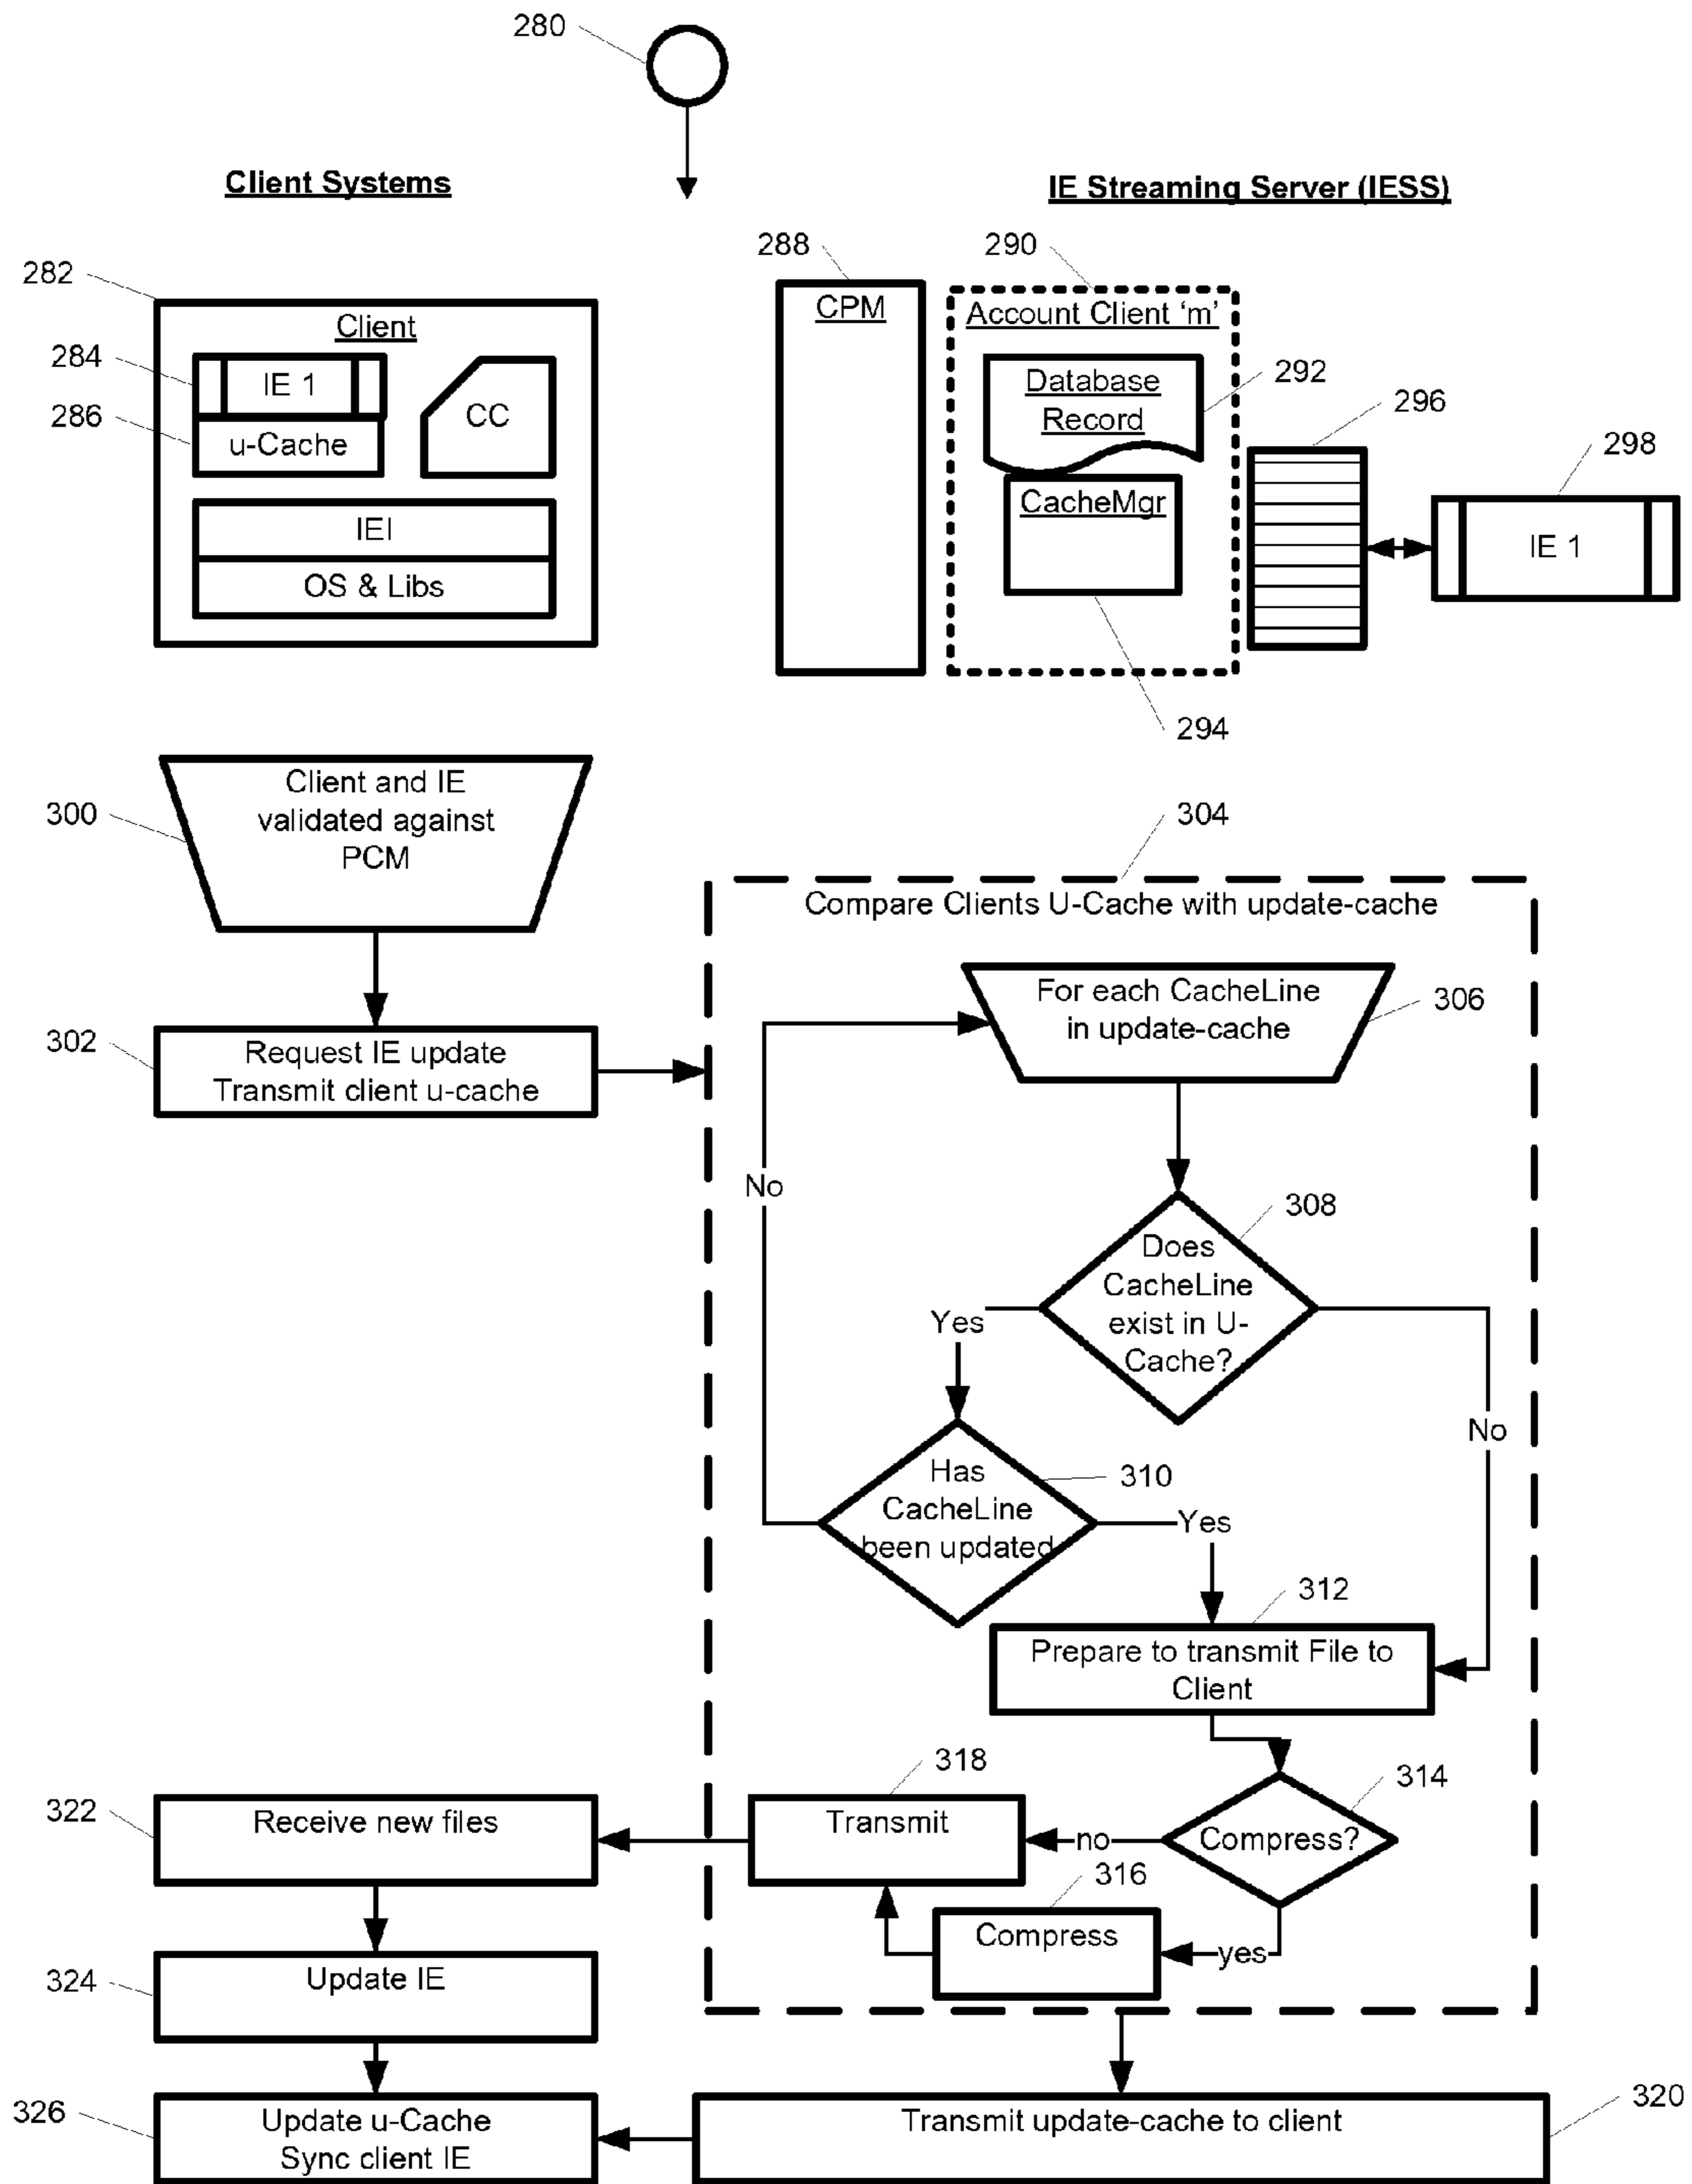 280
Client Systems
IE Streaming Server (IESS)
282
Client
284
IE 1
286
u-Cache
CC
IEI
OS & Libs
288
CPM
290
Account Client ‘m’
Database
Record
292
CacheMgr
294
296
298
IE 1
300
Client and IE
validated against
PCM
302
Request IE update
Transmit client u-cache
304
Compare Clients U-Cache with update-cache
For each CacheLine
in update-cache
306
No
308
Does
CacheLine
exist in U-
Cache?
Yes
No
Has
CacheLine
been updated
310
Yes
312
Prepare to transmit File to
Client
314
Compress?
318
Transmit
no
316
Compress
yes
322
Receive new files
324
Update IE
326
Update u-Cache
Sync client IE
Transmit update-cache to client
320